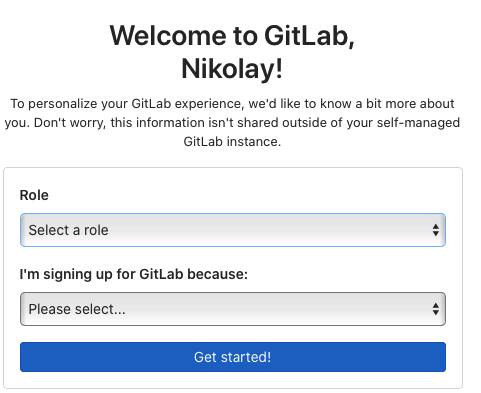 Welcome to GitLab,
Nikolay!
To personalize your GitLab experience, we'd like to know a bit more about
you. Don't worry, this information isn't shared outside of your self-managed
GitLab instance.
Role
Select a role
I'm signing up for GitLab because:
Please select...
Get started!